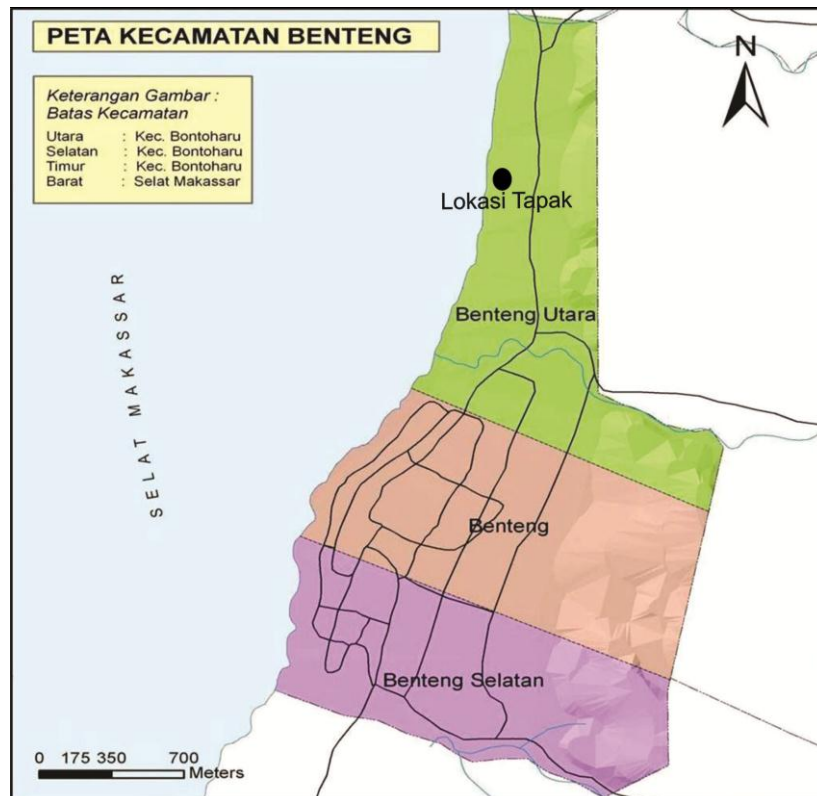 PETA KECAMATAN BENTENG
N
Keterangan Gambar :
Batas Kecamatan
Utara : Kec. Bontoharu
Selatan : Kec. Bontoharu
Timur : Kec. Bontoharu
Barat : Selat Makassar
Lokasi Tapak
Benteng Utara
SELAT MAKASSAR
Benteng
Benteng Selatan
0 175 350 700
Meters